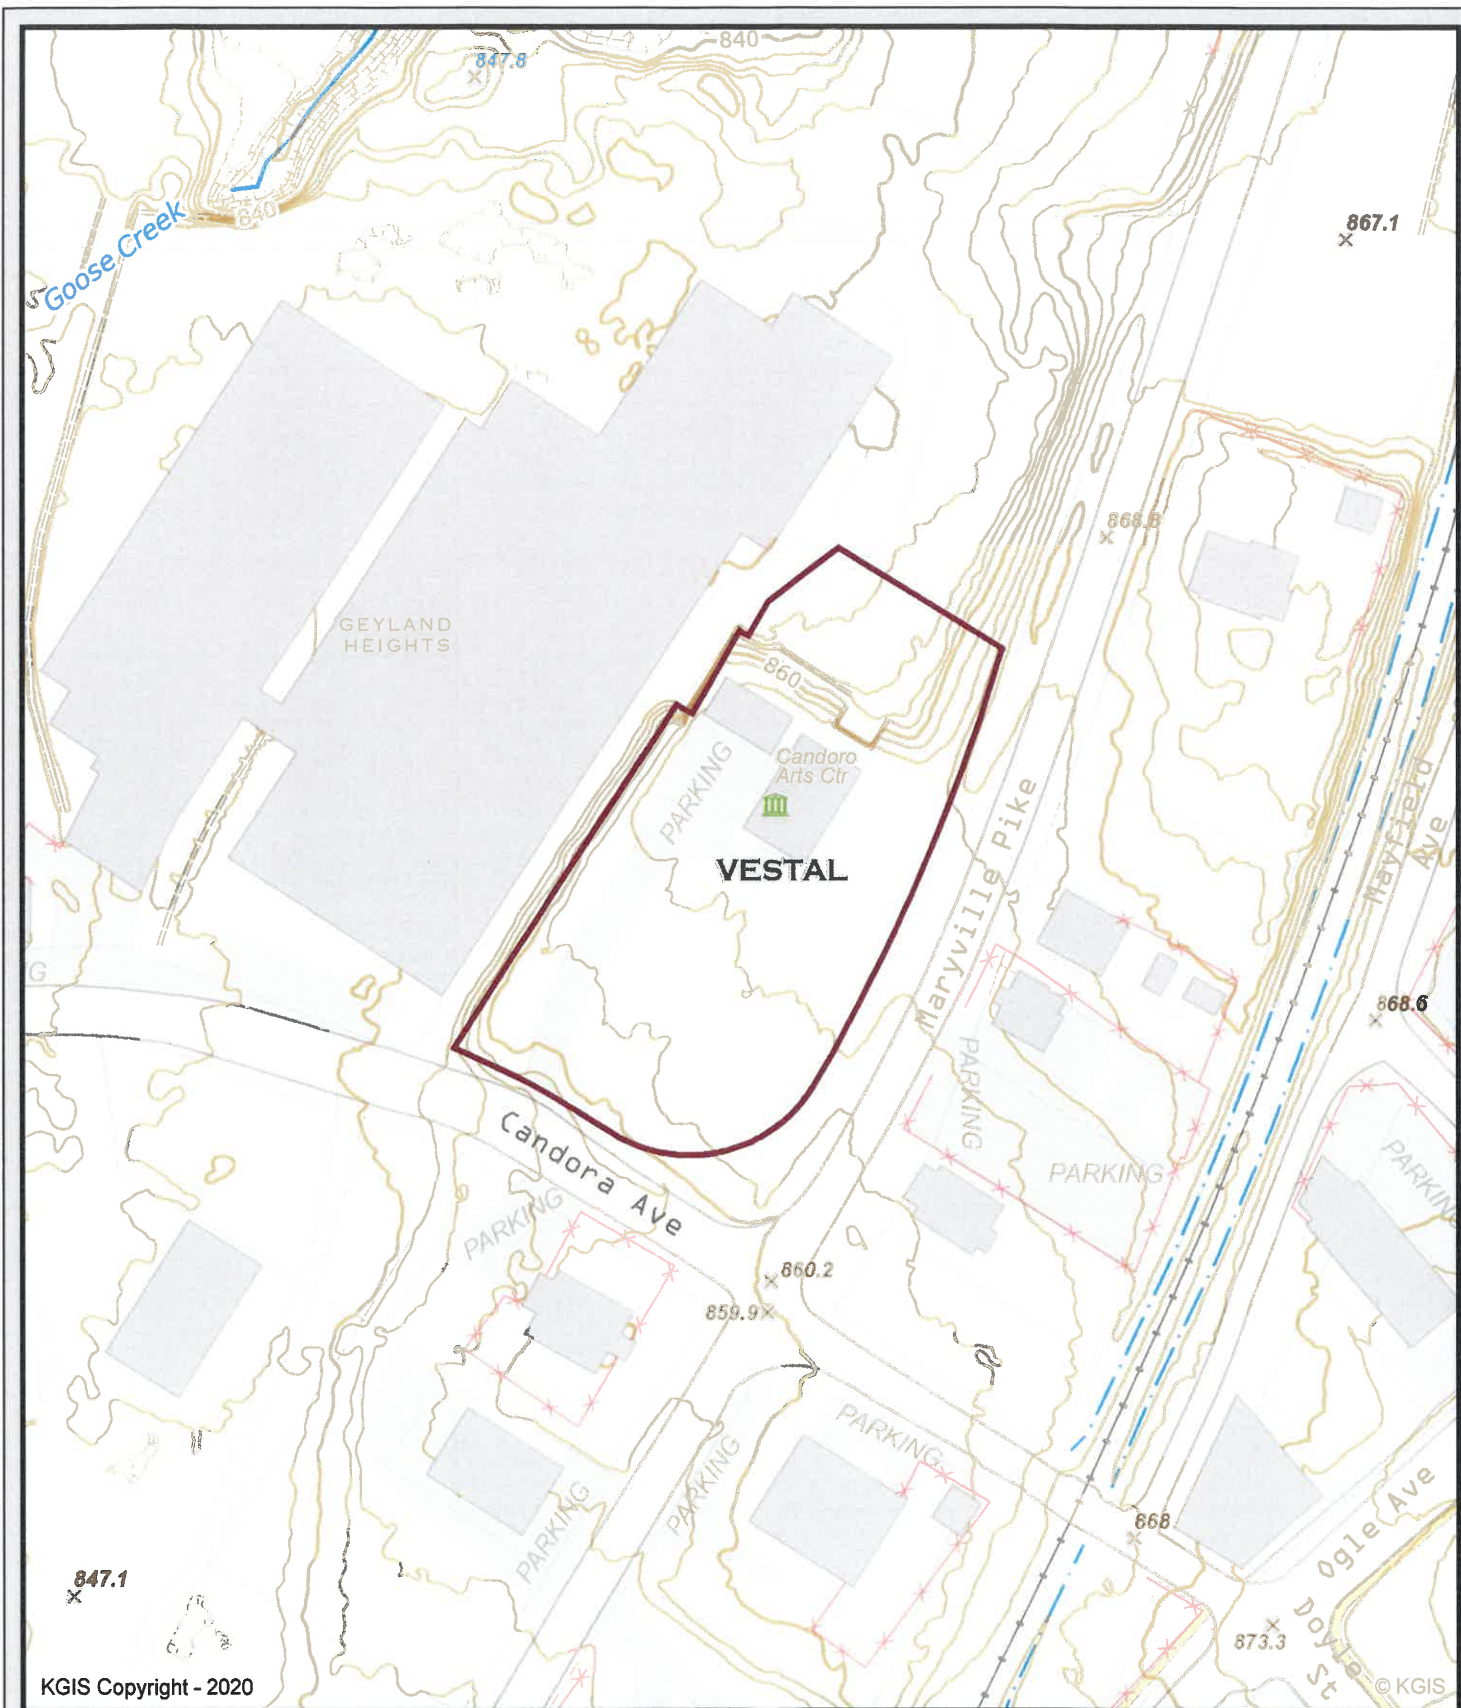 840
847.8
840
Goose Creek
867.1
868.8
GEYLAND
HEIGHTS
860
Candoro
Arts Ctr
PARKING
VESTAL
Maryville Pike
Mayfield
Ave
G
868.6
PARKING
Candora Ave
PARKING
PARKING
PARKING
860.2
859.9
PARKING
PARKING
PARKING
868
Ogle Ave
847.1
873.3
Doyle St
KGIS Copyright - 2020
© KGIS